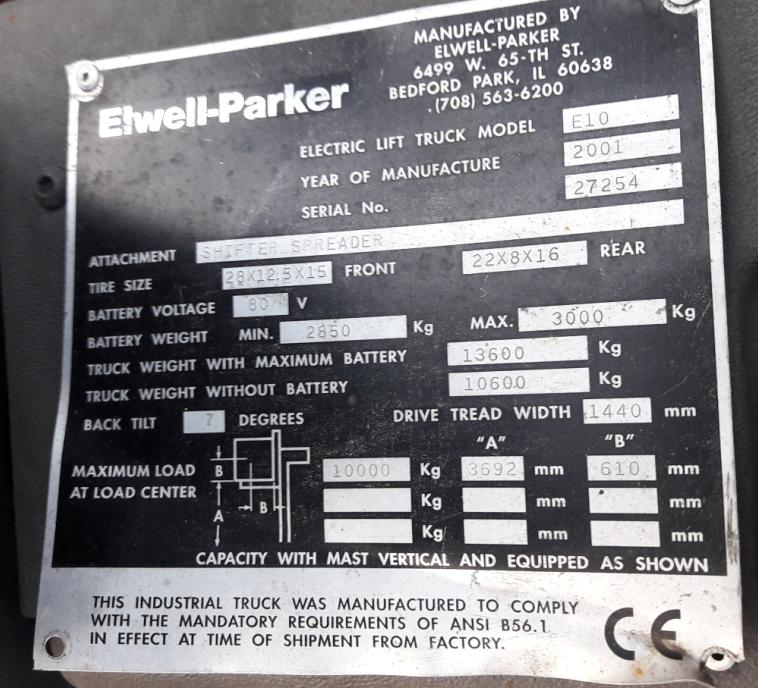 MANUFACTURED BY
ELWELL-PARKER
6499 W. 65-TH ST.
BEDFORD PARK, IL 60638
(708) 563-6200
Elwell-Parker
ELECTRIC LIFT TRUCK MODEL E10
YEAR OF MANUFACTURE 2001
SERIAL No. 27254
ATTACHMENT SHIFTER SPREADER
TIRE SIZE 28X12.5X15 FRONT 22X8X16 REAR
BATTERY VOLTAGE 80 V
BATTERY WEIGHT MIN. 2850 Kg MAX. 3000 Kg
TRUCK WEIGHT WITH MAXIMUM BATTERY 13600 Kg
TRUCK WEIGHT WITHOUT BATTERY 10600 Kg
BACK TILT 7 DEGREES DRIVE TREAD WIDTH 1440 mm
"A" "B"
MAXIMUM LOAD B 10000 Kg 3692 mm 610 mm
AT LOAD CENTER B Kg mm mm
A Kg mm mm
CAPACITY WITH MAST VERTICAL AND EQUIPPED AS SHOWN
THIS INDUSTRIAL TRUCK WAS MANUFACTURED TO COMPLY
WITH THE MANDATORY REQUIREMENTS OF ANSI B56.1
IN EFFECT AT TIME OF SHIPMENT FROM FACTORY.
CE